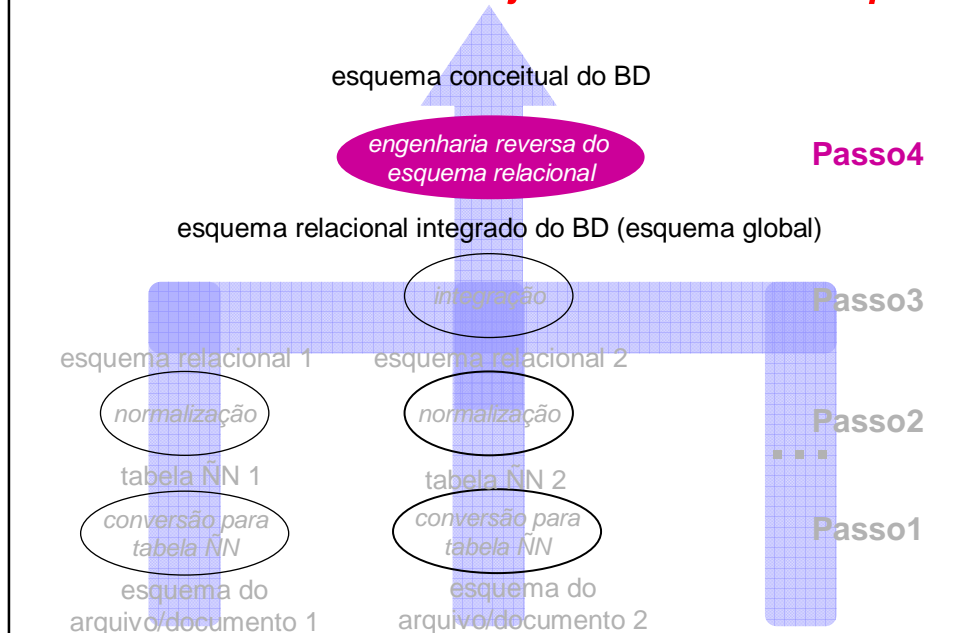 esquema conceitual do BD
engenharia reversa do
esquema relacional
Passo4
esquema relacional integrado do BD (esquema global)
integração
Passo3
esquema relacional 1
esquema relacional 2
normalização
normalização
Passo2
...
tabela ÑN 1
tabela ÑN 2
conversão para
tabela ÑN
conversão para
tabela ÑN
Passo1
esquema do
arquivo/documento 1
esquema do
arquivo/documento 2